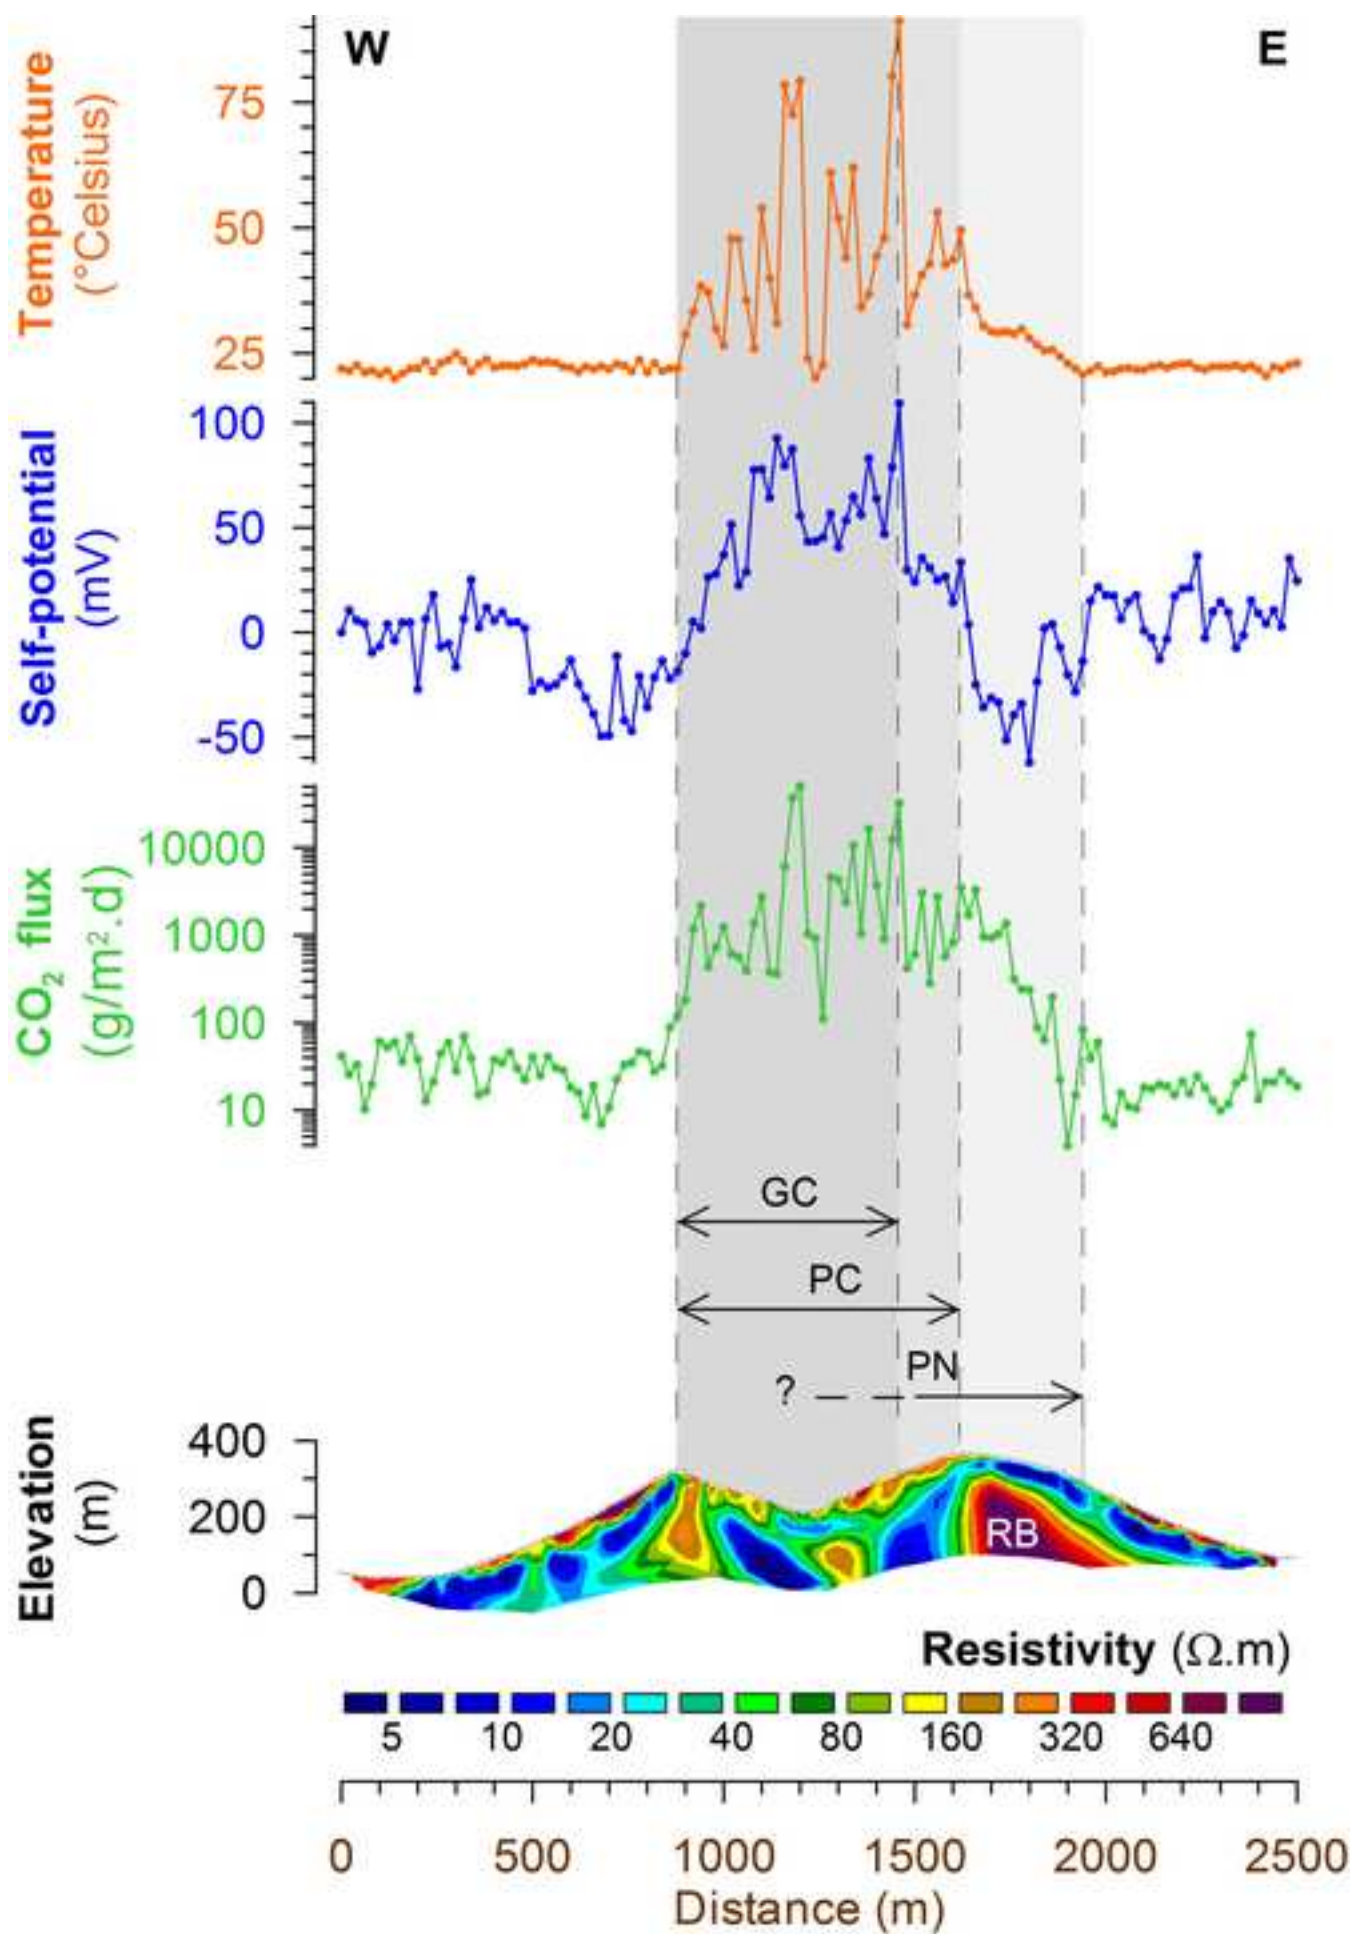 W E
Temperature
(°Celsius)
75
50
25
Self-potential
(mV)
100
50
0
-50
CO2 flux
(g/m2.d)
10000
1000
100
10
GC
PC
PN
?
Elevation
(m)
400
200
0
RB
Resistivity (Ω.m)
5 10 20 40 80 160 320 640
0 500 1000 1500 2000 2500
Distance (m)